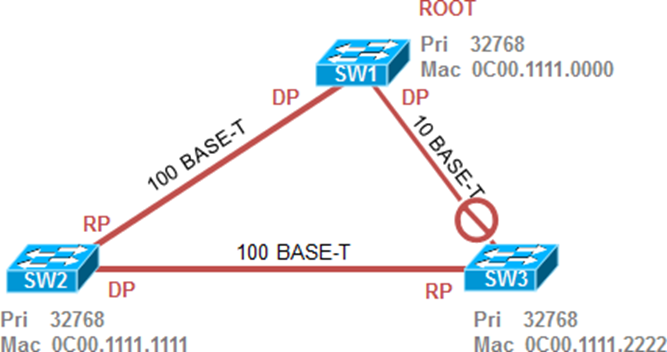 ROOT
Pri 32768
SW1
Mac 0C00.1111.0000
DP
DP
100 BASE-T
10 BASE-T
RP
100 BASE-T
SW2
DP
RP
SW3
Pri 32768
Mac 0C00.1111.1111
Pri 32768
Mac 0C00.1111.2222